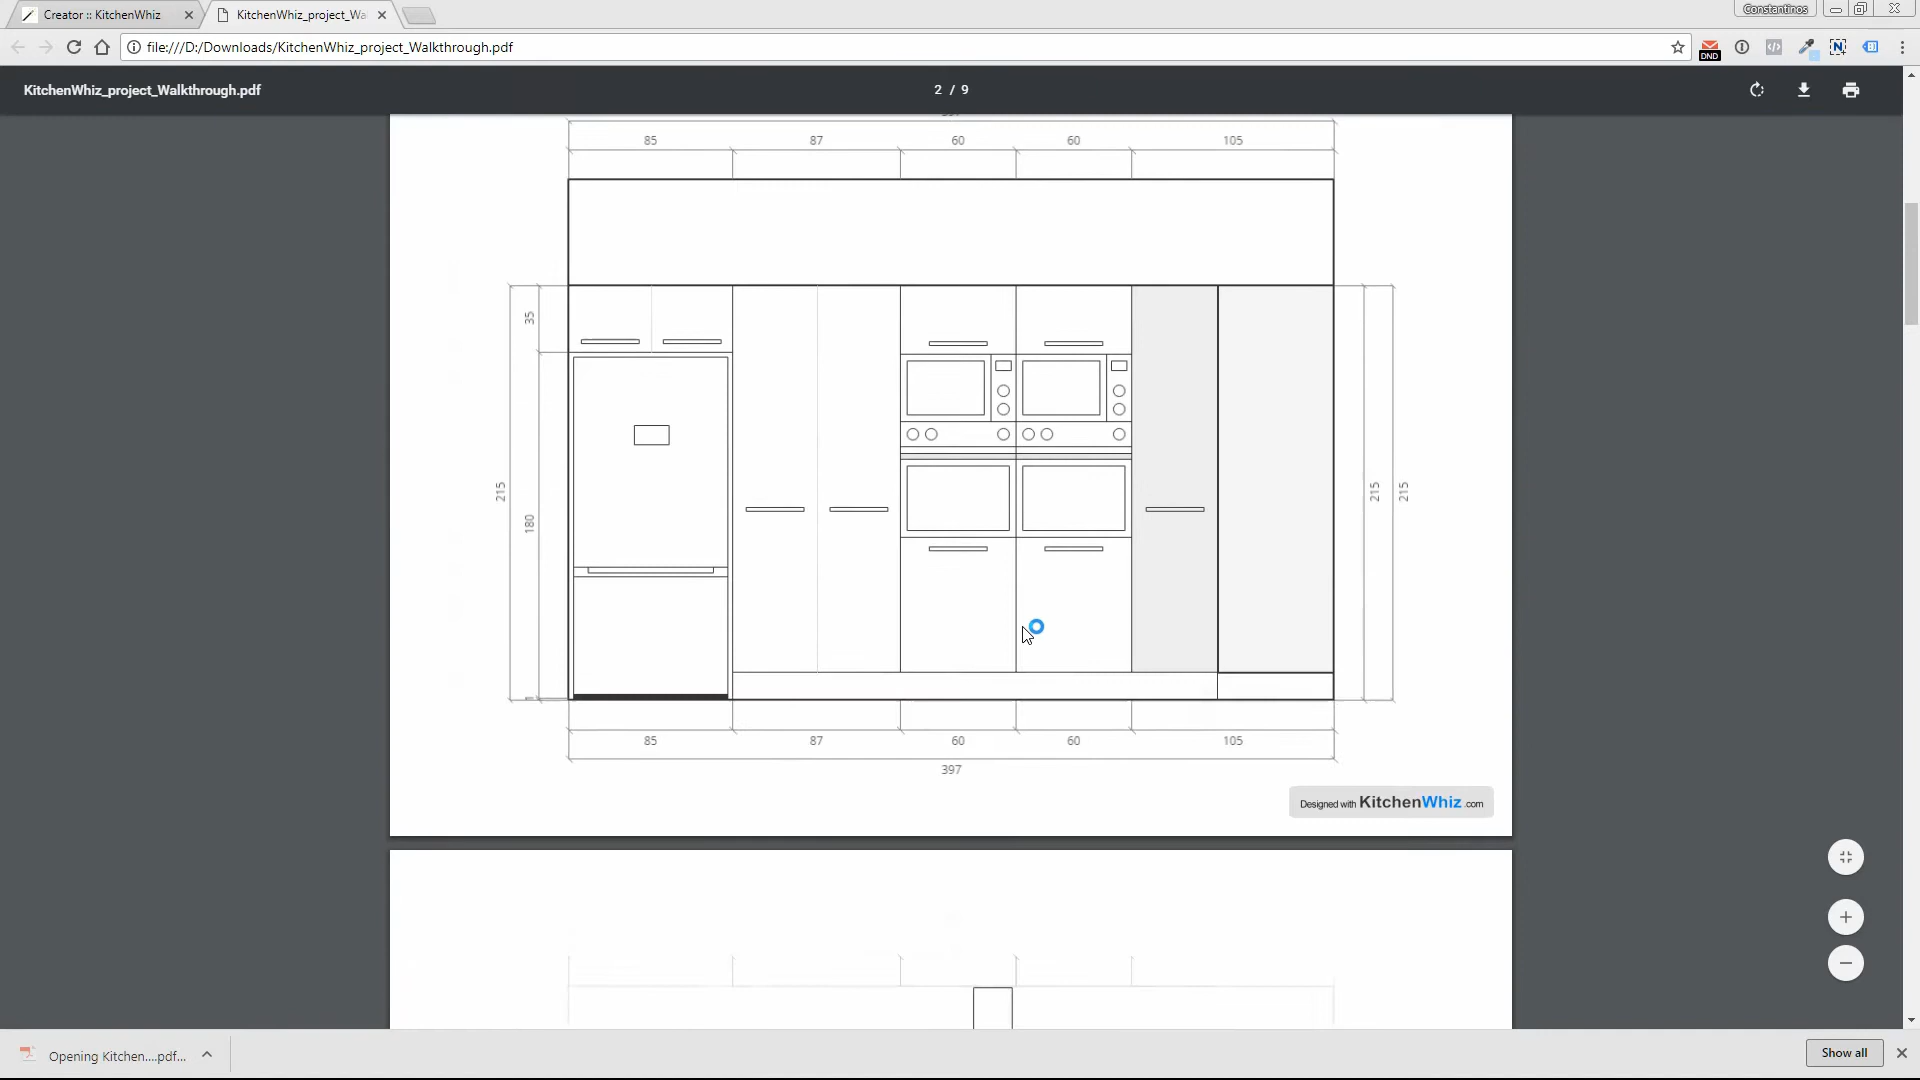 Creator :: KitchenWhiz
KitchenWhiz_project_Wa
Constantinos
file:///D:/Downloads/KitchenWhiz_project_Walkthrough.pdf
DND
N
KitchenWhiz_project_Walkthrough.pdf
2 / 9
85 87 60 60 105
35
215
180
215
215
85 87 60 60 105
397
Designed with KitchenWhiz .com
Opening Kitchen....pdf...
Show all